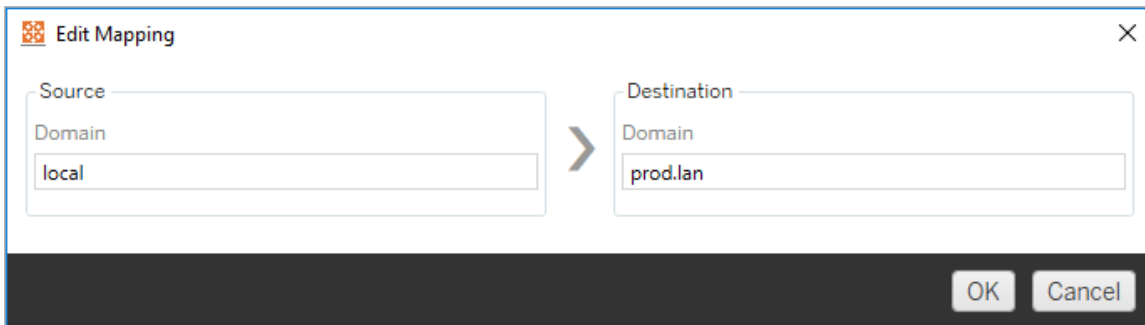 Edit Mapping
Source
Domain
local
Destination
Domain
prod.lan
OK
Cancel